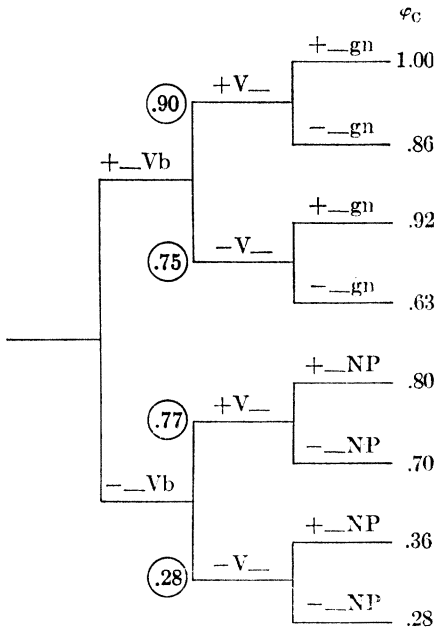 φC
+__gn 1.00
+V__
.90
-__gn .86
+__Vb
+__gn .92
-V__
.75
-__gn .63
+__NP .80
+V__
.77
-__NP .70
-__Vb
+__NP .36
-V__
.28
-__NP .28